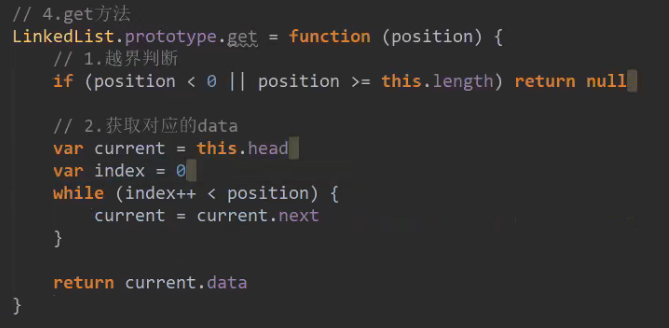 // 4.get方法
LinkedList.prototype.get = function (position) {
// 1.越界判断
if (position < 0 || position >= this.length) return null
// 2.获取对应的data
var current = this.head
var index = 0
while (index++ < position) {
current = current.next
}
return current.data
}